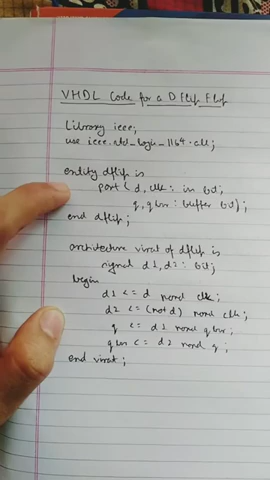 VHDL Code for a D Flip Flop
Library ieee;
use ieee.std_logic_1164.all;
entity dflip is
port (d, clk : in bit;
q, qbar : buffer bit);
end dflip;
architecture virat of dflip is
signal d1, d2 : bit;
begin
d1 <= d nand clk;
d2 <= (not d) nand clk;
q <= d1 nand qbar;
qbar <= d2 nand q;
end virat;